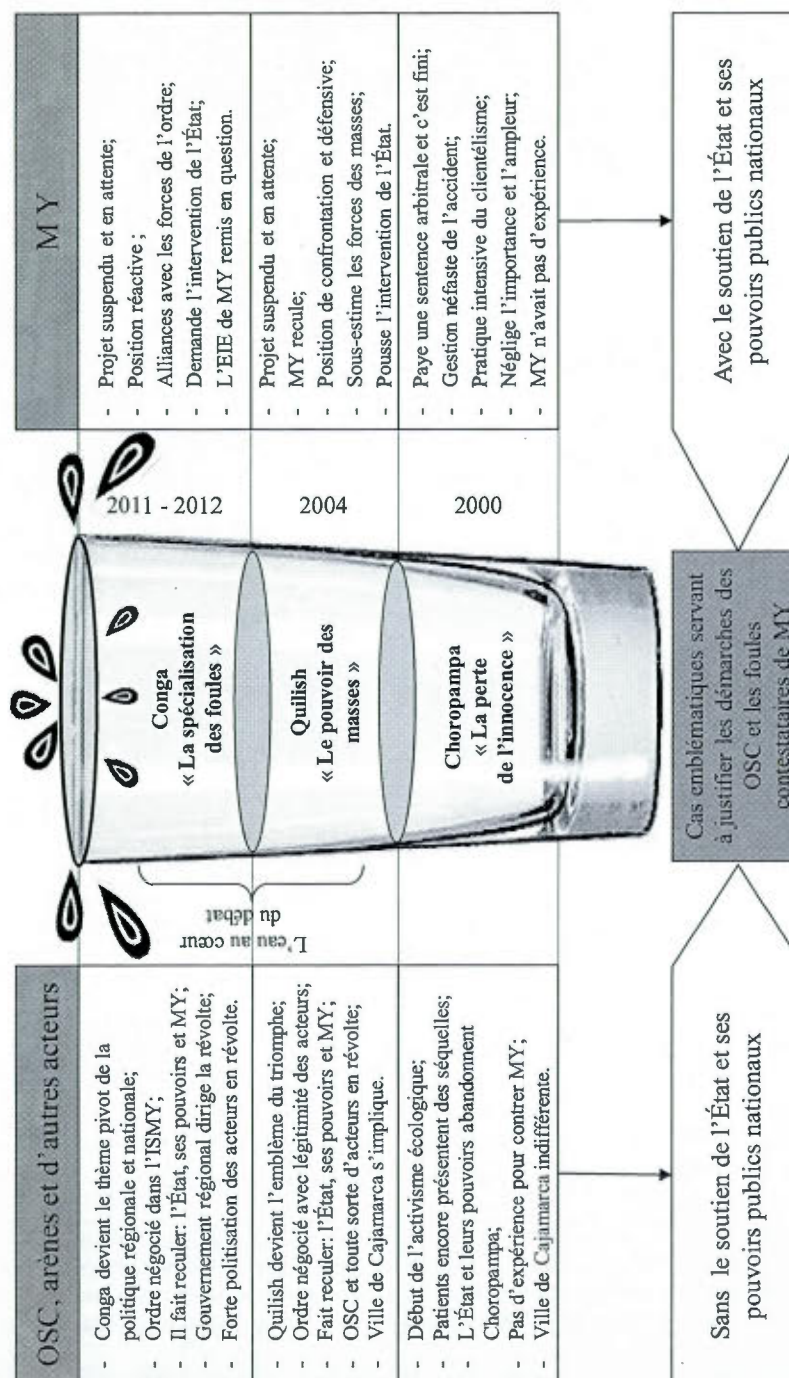 OSC, arènes et d'autres acteurs
- Conga devient le thème pivot de la
politique régionale et nationale;
- Ordre négocié dans l'ISMY;
- Il fait reculer: l'État, ses pouvoirs et MY;
- Gouvernement régional dirige la révolte;
- Forte politisation des acteurs en révolte.
- Quilish devient l'emblème du triomphe;
- Ordre négocié avec légitimité des acteurs;
- Fait reculer: l'État, ses pouvoirs et MY;
- OSC et toute sorte d'acteurs en révolte;
- Ville de Cajamarca s'implique.
- Début de l'activisme écologique;
- Patients encore présentent des séquelles;
- L'État et leurs pouvoirs abandonnent
Choropampa;
- Pas d'expérience pour contrer MY;
- Ville de Cajamarca indifférente.
Sans le soutien de l'État et ses
pouvoirs publics nationaux
L'eau au cœur
du débat
Conga
« La spécialisation
des foules »
Quilish
« Le pouvoir des
masses »
Choropampa
« La perte
de l'innocence »
2011 - 2012
2004
2000
Cas emblématiques servant
à justifier les démarches des
OSC et les foules
contestataires de MY
MY
- Projet suspendu et en attente;
- Position réactive ;
- Alliances avec les forces de l'ordre;
- Demande l'intervention de l'État;
- L'EIE de MY remis en question.
- Projet suspendu et en attente;
- MY recule;
- Position de confrontation et défensive;
- Sous-estime les forces des masses;
- Pousse l'intervention de l'État.
- Paye une sentence arbitrale et c'est fini;
- Gestion néfaste de l'accident;
- Pratique intensive du clientélisme;
- Néglige l'importance et l'ampleur;
- MY n'avait pas d'expérience.
Avec le soutien de l'État et ses
pouvoirs publics nationaux